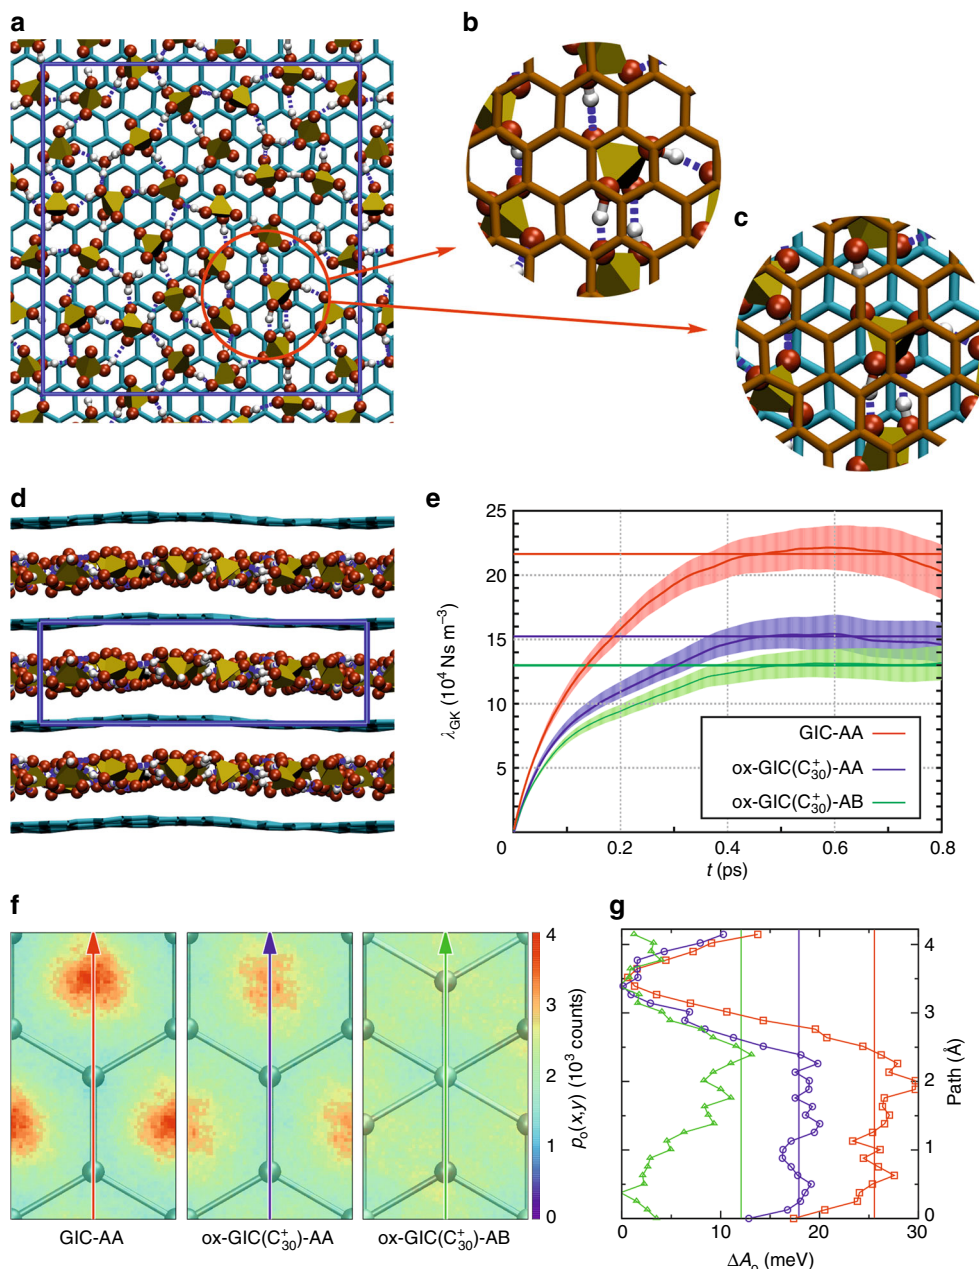 a
b
c
d
e
25
20
15
10
5
0
0.2
0.4
0.6
0.8
λGK (10⁴ Ns m⁻³)
t (ps)
GIC-AA
ox-GIC(C₃₀⁺)-AA
ox-GIC(C₃₀⁺)-AB
f
4
3
2
1
0
pₒ(x,y) (10³ counts)
GIC-AA
ox-GIC(C₃₀⁺)-AA
ox-GIC(C₃₀⁺)-AB
g
4
3
2
1
0
Path (Å)
0
10
20
30
ΔAₒ (meV)